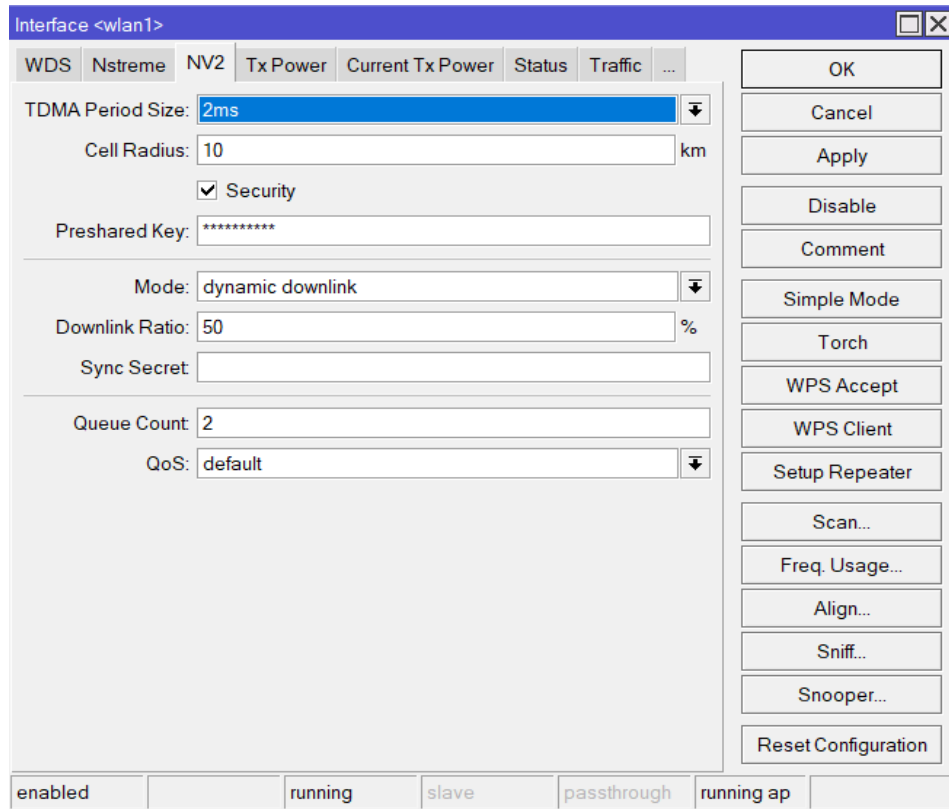 Interface <wlan1>
WDS Nstreme NV2 Tx Power Current Tx Power Status Traffic ...
TDMA Period Size: 2ms
Cell Radius: 10 km
Security
Preshared Key: **********
Mode: dynamic downlink
Downlink Ratio: 50 %
Sync Secret:
Queue Count: 2
QoS: default
OK
Cancel
Apply
Disable
Comment
Simple Mode
Torch
WPS Accept
WPS Client
Setup Repeater
Scan...
Freq. Usage...
Align...
Sniff...
Snooper...
Reset Configuration
enabled running slave passthrough running ap